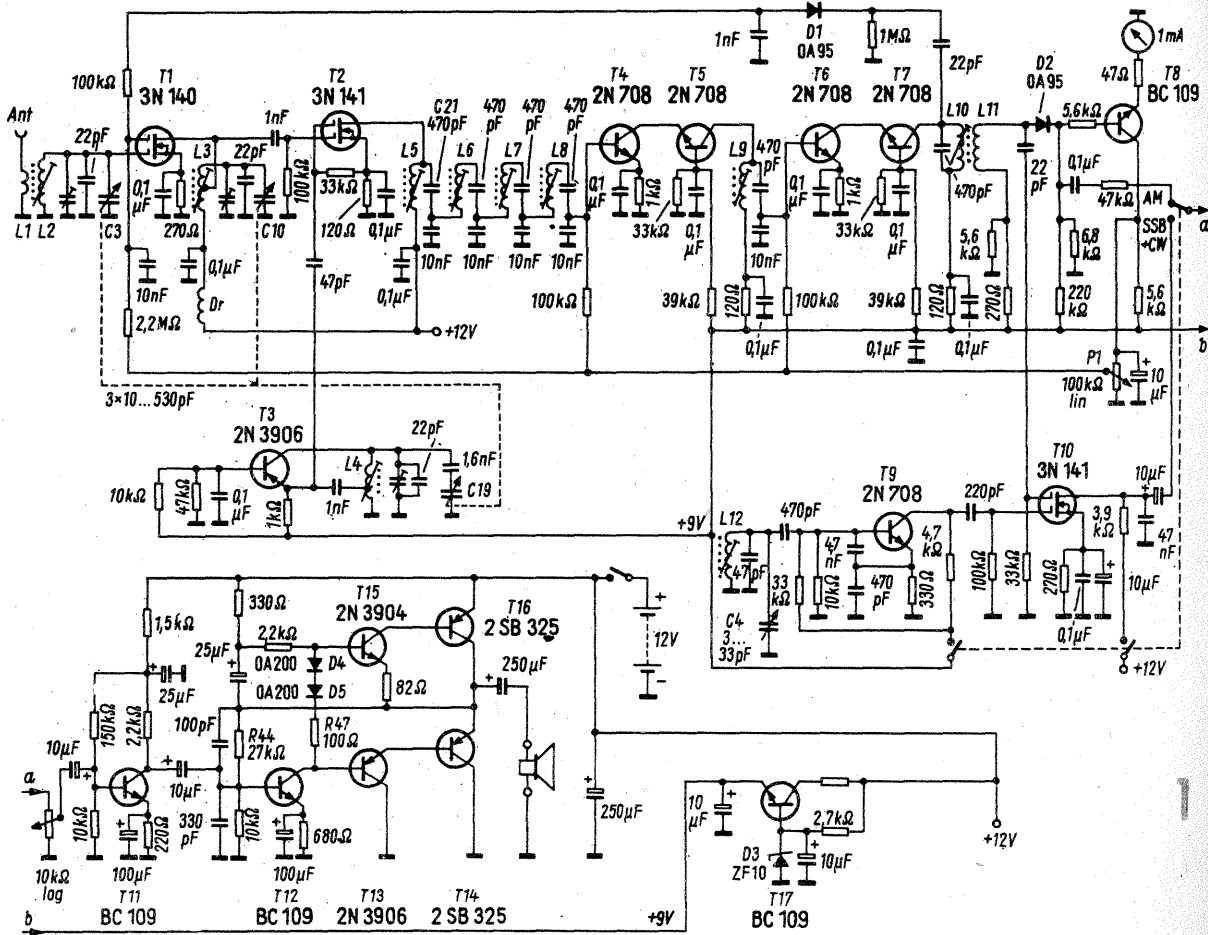 1nF
D1
0A95
1MΩ
22pF
1mA
47Ω
T8
BC 109
100kΩ
T1
3N 140
T2
3N 141
C21
470pF
470
pF
470
pF
470
pF
T4
2N 708
T5
2N 708
T6
2N 708
T7
2N 708
L10
L11
D2
0A95
5,6kΩ
Ant
22pF
1nF
L3
22pF
L5
L6
L7
L8
L9
470
pF
470pF
22
pF
0,1µF
47kΩ
AM
SSB
+CW
a
L1
L2
C3
0,1
µF
270Ω
C10
100kΩ
33kΩ
120Ω
0,1µF
0,1
µF
1kΩ
33kΩ
0,1
µF
0,1
µF
1kΩ
33kΩ
0,1
µF
5,6
kΩ
6,8
kΩ
10nF
0,1µF
47pF
0,1µF
10nF
10nF
10nF
10nF
10nF
Dr
2,2MΩ
+12V
100kΩ
39kΩ
120Ω
0,1µF
100kΩ
39kΩ
0,1µF
120Ω
0,1µF
270Ω
220
kΩ
5,6
kΩ
b
P1
100kΩ
lin
10
µF
3×10...530pF
T3
2N 3906
22pF
1,6nF
L4
C19
10kΩ
47kΩ
0,1
µF
1kΩ
1nF
+9V
L12
470pF
T9
2N 708
220pF
T10
3N 141
10µF
47pF
33
kΩ
10kΩ
47
nF
470
pF
330Ω
4,7
kΩ
100kΩ
33kΩ
270Ω
0,1µF
10µF
3,9
kΩ
47
nF
C4
3...
33pF
+12V
1,5kΩ
330Ω
T15
2N 3904
T16
2 SB 325
12V
25µF
2,2kΩ
0A200
D4
0A200
D5
82Ω
250µF
25µF
150kΩ
2,2kΩ
100pF
R44
27kΩ
R47
100Ω
10µF
a
10µF
10kΩ
220Ω
330
pF
10kΩ
680Ω
250µF
10
µF
2,7kΩ
+12V
10kΩ
log
100µF
100µF
D3
ZF10
10µF
T11
BC 109
T12
BC 109
T13
2N 3906
T14
2 SB 325
T17
BC 109
b
+9V
1